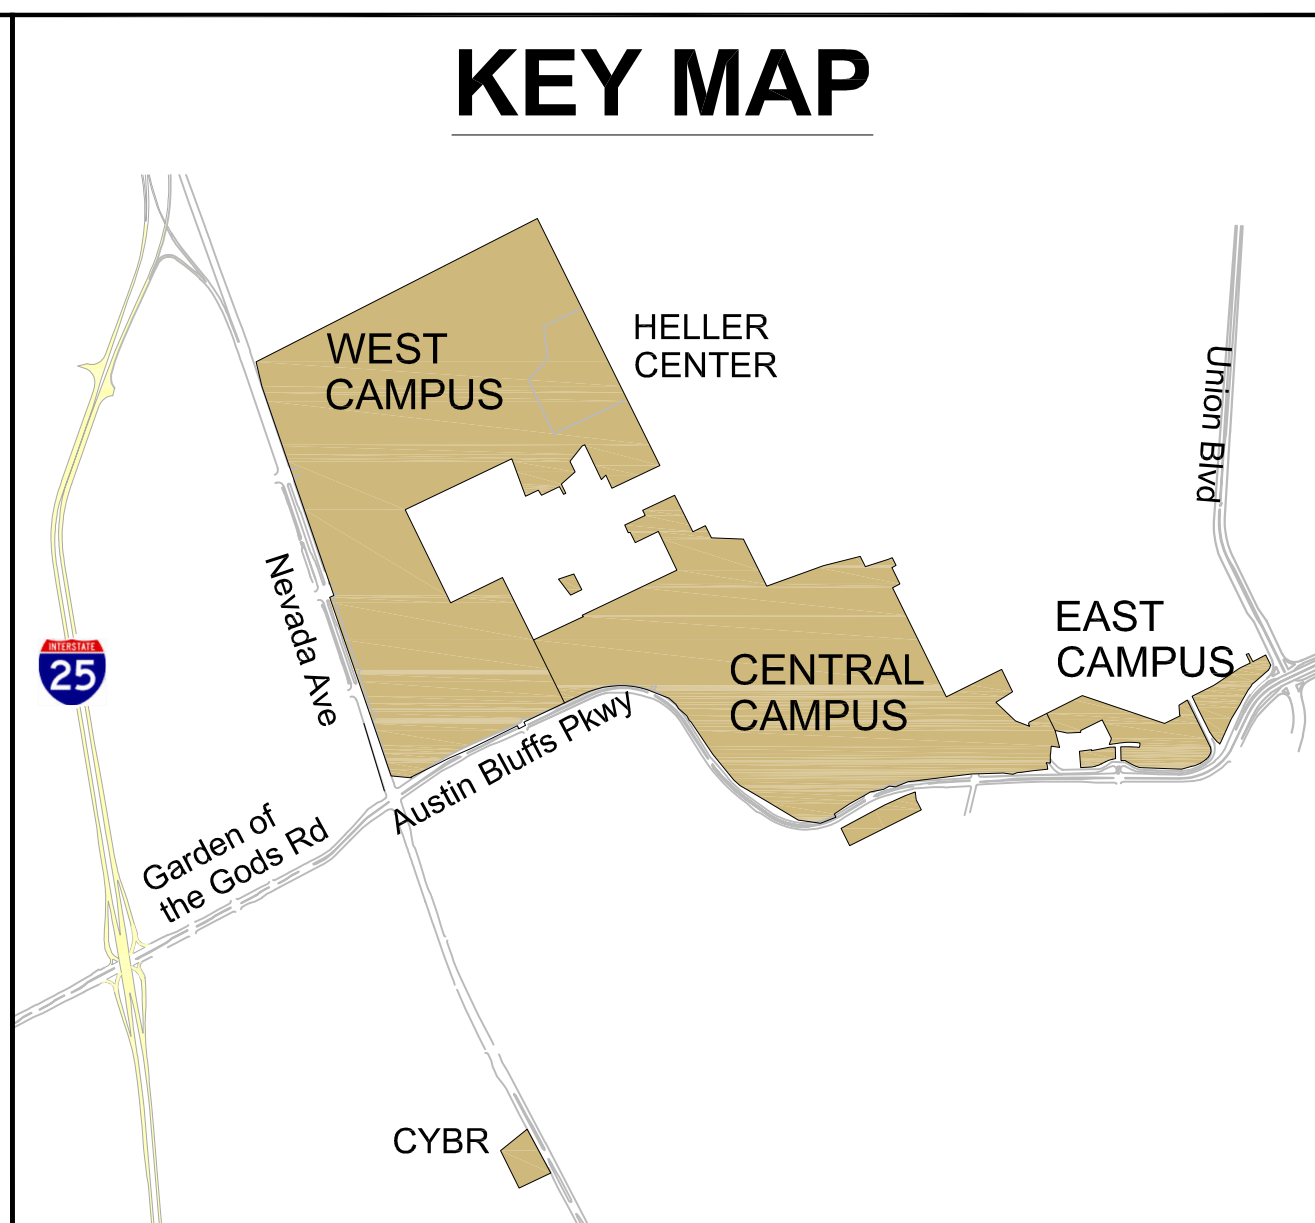 KEY MAP
WEST
CAMPUS
HELLER
CENTER
Union Blvd
Nevada Ave
EAST
CAMPUS
INTERSTATE
25
CENTRAL
CAMPUS
Austin Bluffs Pkwy
Garden of
the Gods Rd
CYBR